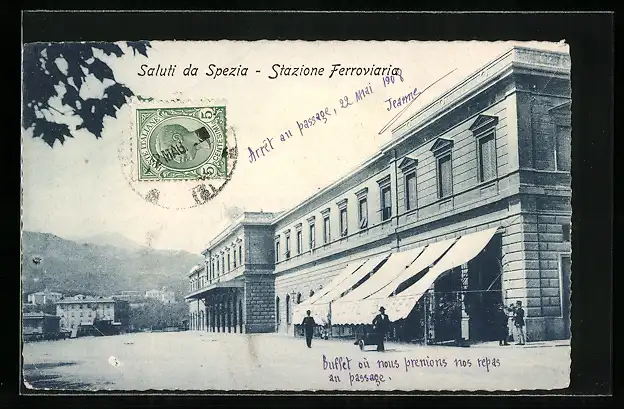 Saluti da Spezia - Stazione Ferroviaria
Arrêt au passage, 22 Mai 1908
Jeanne
Buffet où nous prenions nos repas
au passage.